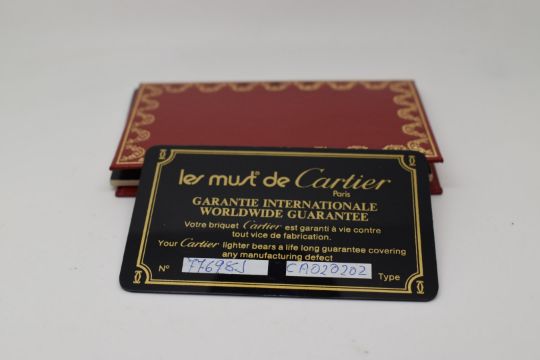 les must de Cartier
Paris
GARANTIE INTERNATIONALE
WORLDWIDE GUARANTEE
Votre briquet Cartier est garanti à vie contre
tout vice de fabrication.
Your Cartier lighter bears a life long guarantee covering
any manufacturing defect
Nº CA020202 Type